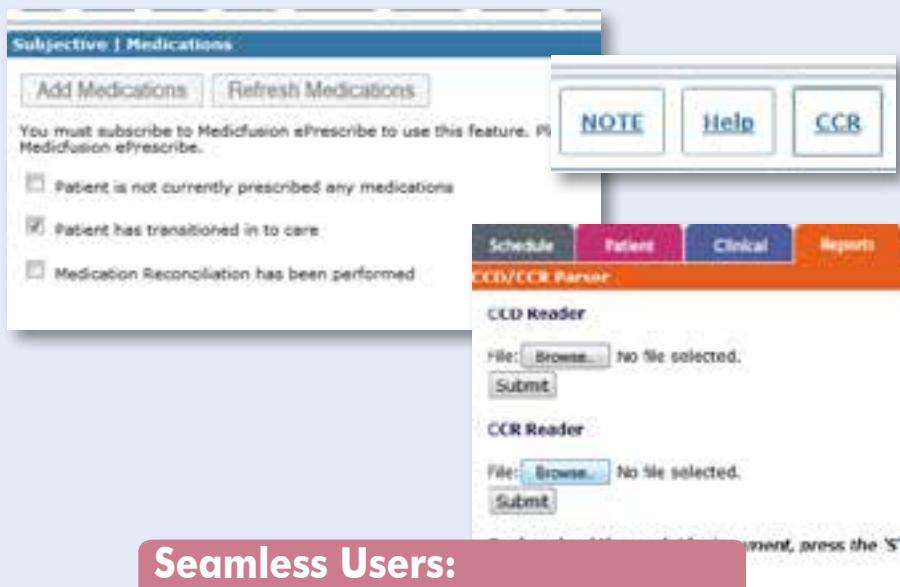 Subjective | Medications
Add Medications Refresh Medications
You must subscribe to Medicfusion ePrescribe to use this feature.
Medicfusion ePrescribe.
Patient is not currently prescribed any medications
Patient has transitioned in to care
Medication Reconciliation has been performed
NOTE Help CCR
Schedule Patient Clinical Reports
CCD/CCR Parser
CCD Reader
File: Browse.. No file selected.
Submit
CCR Reader
File: Browse.. No file selected.
Submit
press the 'S'
Seamless Users: